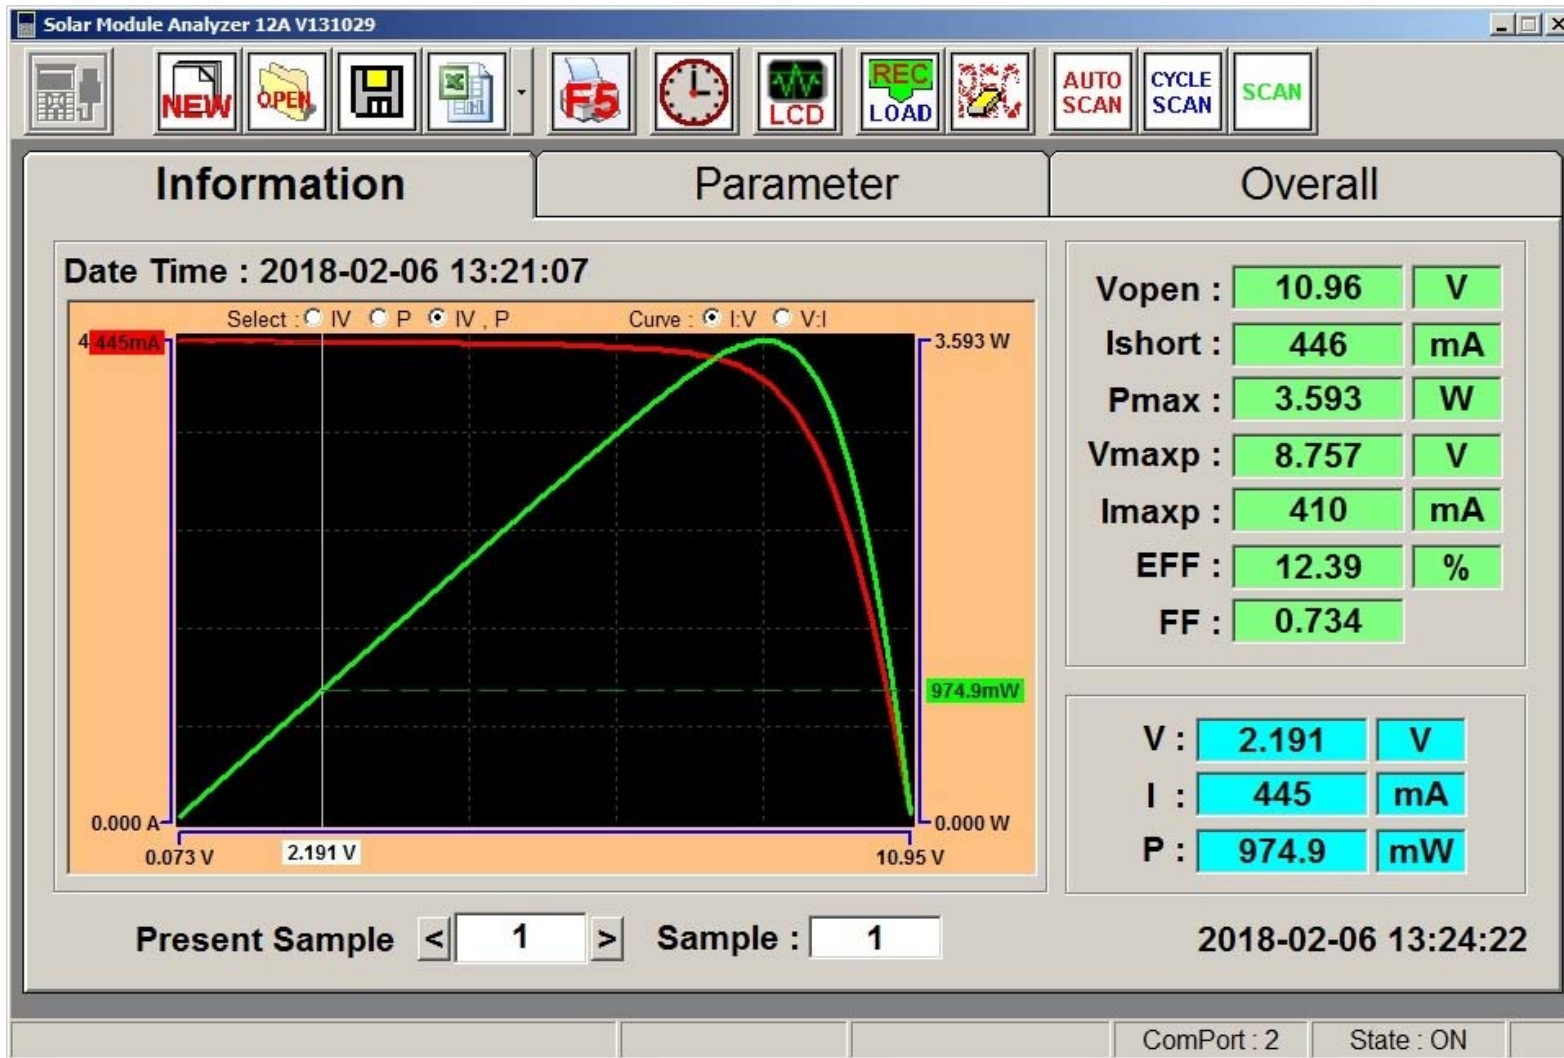 Solar Module Analyzer 12A V131029
NEW OPEN F5 LCD REC LOAD REC AUTO SCAN CYCLE SCAN SCAN
Information Parameter Overall
Date Time : 2018-02-06 13:21:07
Select : IV P IV , P Curve : I:V V:I
445mA 3.593 W
974.9mW
0.000 A 0.000 W
0.073 V 2.191 V 10.95 V
Vopen : 10.96 V
Ishort : 446 mA
Pmax : 3.593 W
Vmaxp : 8.757 V
Imaxp : 410 mA
EFF : 12.39 %
FF : 0.734
V : 2.191 V
I : 445 mA
P : 974.9 mW
Present Sample < 1 > Sample : 1 2018-02-06 13:24:22
ComPort : 2 State : ON